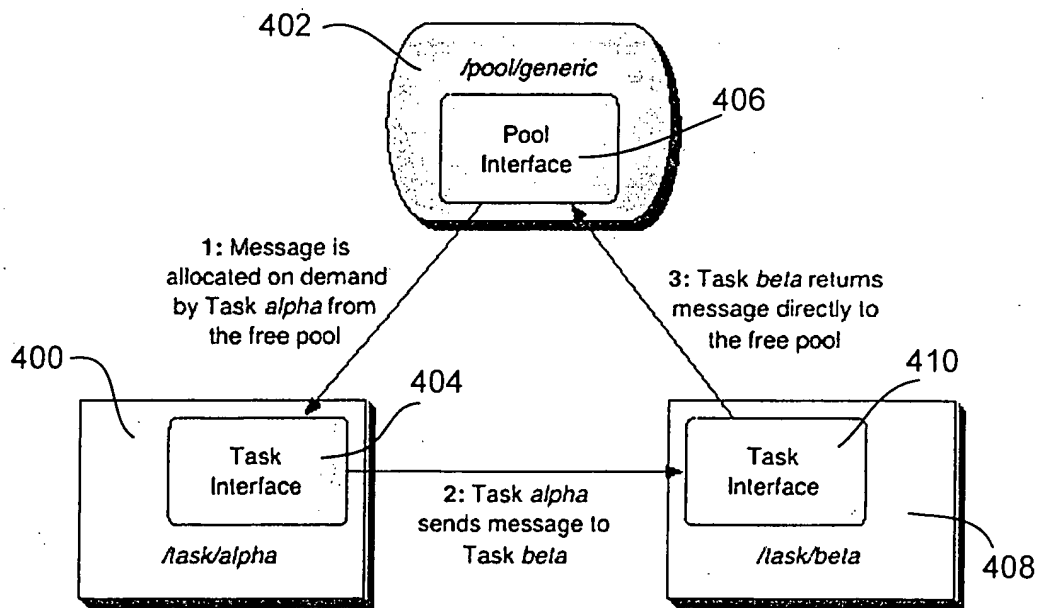 402
/pool/generic
406
Pool
Interface
1: Message is
allocated on demand
by Task alpha from
the free pool
3: Task beta returns
message directly to
the free pool
400
404
410
Task
Interface
Task
Interface
2: Task alpha
sends message to
Task beta
/task/alpha
/task/beta
408